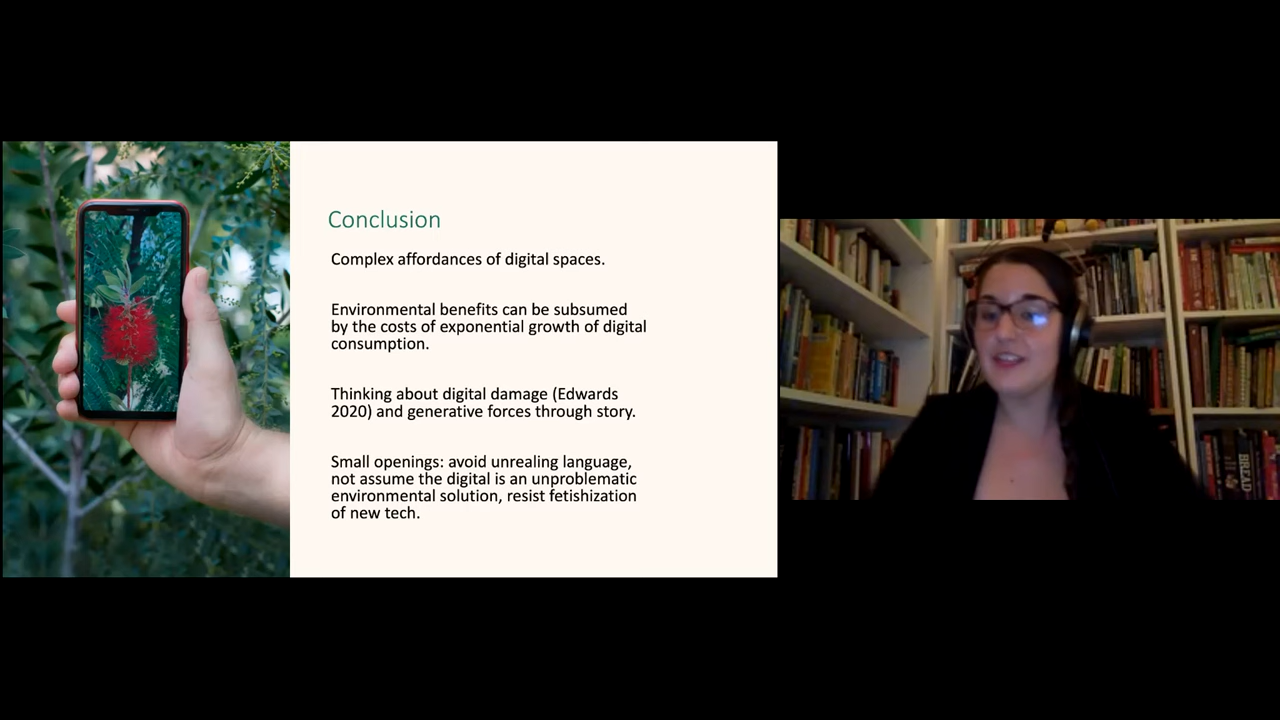 Conclusion
Complex affordances of digital spaces.
Environmental benefits can be subsumed
by the costs of exponential growth of digital
consumption.
Thinking about digital damage (Edwards
2020) and generative forces through story.
Small openings: avoid unrealing language,
not assume the digital is an unproblematic
environmental solution, resist fetishization
of new tech.
BREAD